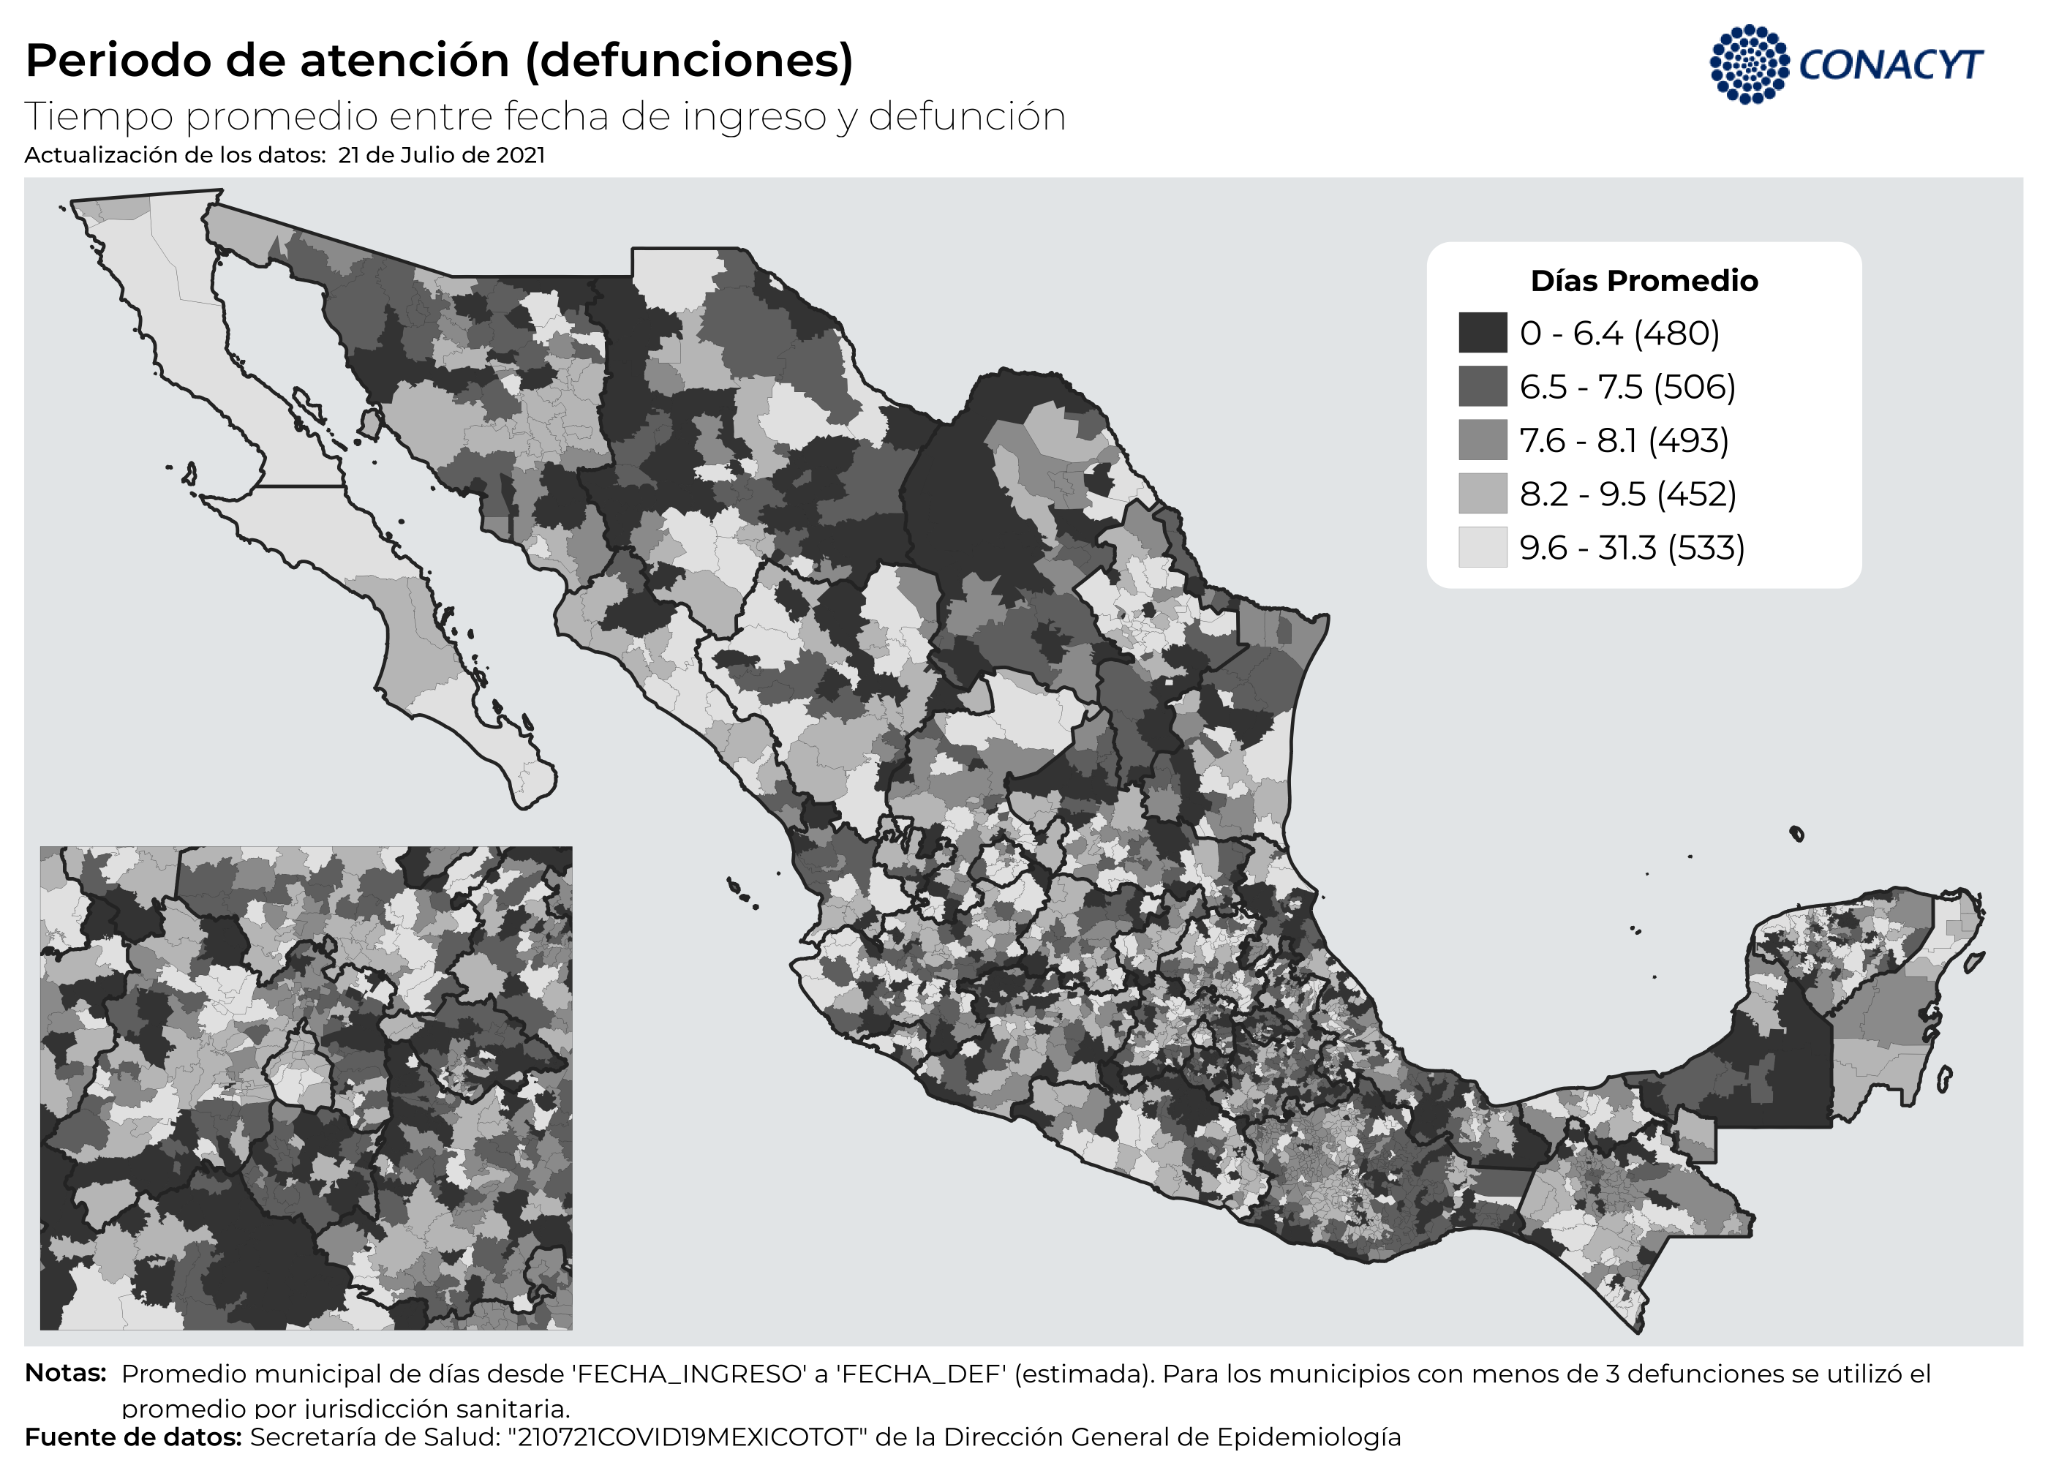 Periodo de atención (defunciones)
CONACYT
Tiempo promedio entre fecha de ingreso y defunción
Actualización de los datos: 21 de Julio de 2021
Días Promedio
0 - 6.4 (480)
6.5 - 7.5 (506)
7.6 - 8.1 (493)
8.2 - 9.5 (452)
9.6 - 31.3 (533)
Notas: Promedio municipal de días desde 'FECHA_INGRESO' a 'FECHA_DEF' (estimada). Para los municipios con menos de 3 defunciones se utilizó el
promedio por jurisdicción sanitaria.
Fuente de datos: Secretaría de Salud: "210721COVID19MEXICOTOT" de la Dirección General de Epidemiología